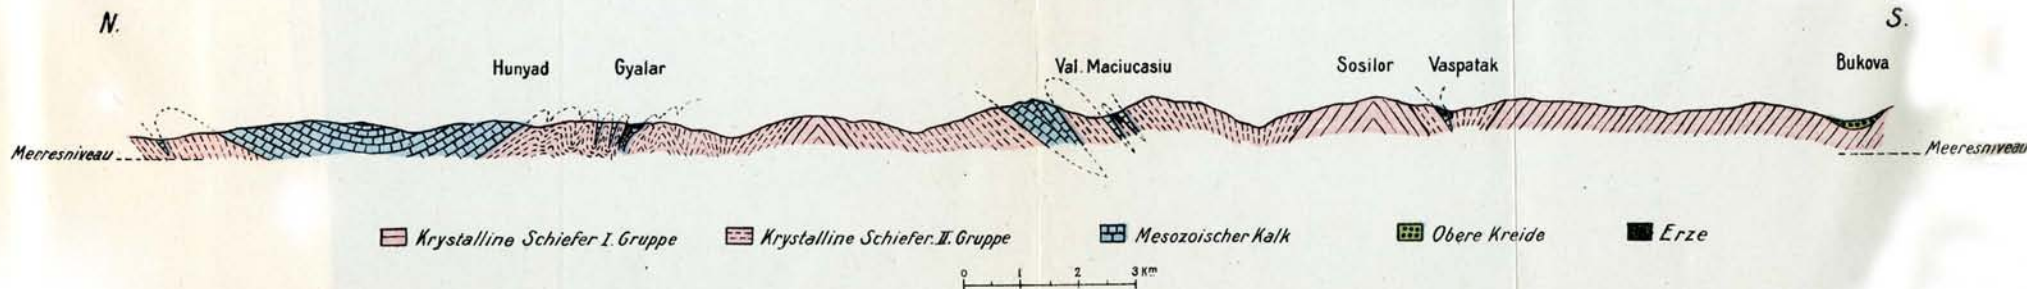 N.
S.
Hunyad
Gyalar
Val. Maciucasiu
Sosilor
Vaspatak
Bukova
Meeresniveau
Meeresniveau
Krystalline Schiefer I. Gruppe
Krystalline Schiefer. II. Gruppe
Mesozoischer Kalk
Obere Kreide
Erze
0 1 2 3 Km